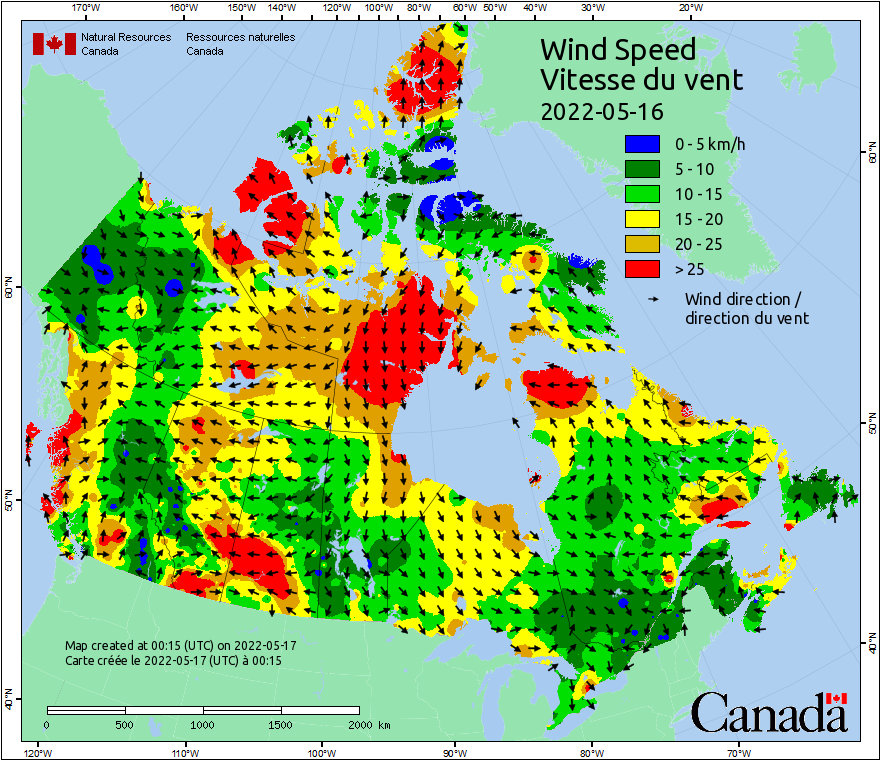 170°W 160°W 150°W 140°W 120°W 100°W 80°W 60°W 50°W 40°W 30°W 20°W
Natural Resources Ressources naturelles
Canada Canada
Wind Speed
Vitesse du vent
2022-05-16
0 - 5 km/h
5 - 10
10 - 15
15 - 20
20 - 25
> 25
Wind direction /
direction du vent
60°N
60°N
50°N
50°N
40°N
40°N
Map created at 00:15 (UTC) on 2022-05-17
Carte créée le 2022-05-17 (UTC) à 00:15
0 500 1000 1500 2000 km
Canada
120°W 110°W 100°W 90°W 80°W 70°W